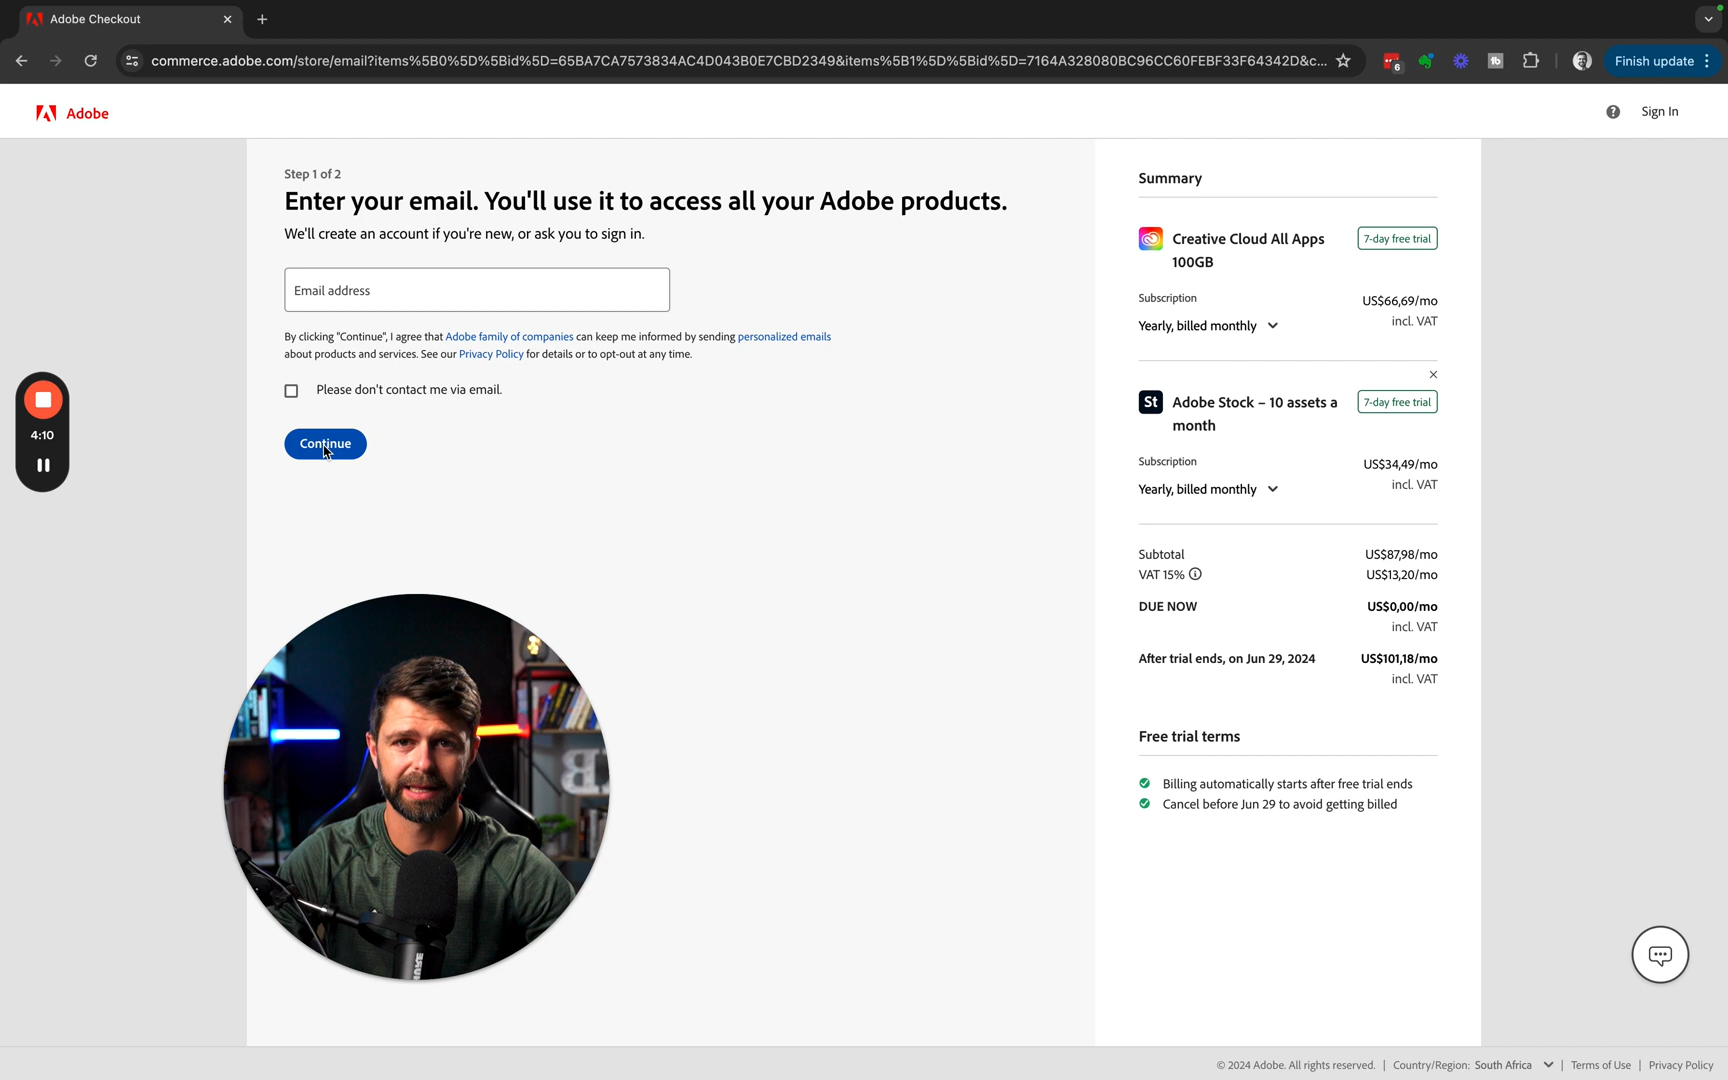 Adobe Checkout
commerce.adobe.com/store/email?items%5B0%5D%5Bid%5D=65BA7CA7573834AC4D043B0E7CBD2349&items%5B1%5D%5Bid%5D=7164A328080BC96CC60FEBF33F64342D&c...
6
tb
Finish update
Adobe
Sign In
Step 1 of 2
Enter your email. You'll use it to access all your Adobe products.
We'll create an account if you're new, or ask you to sign in.
Email address
By clicking "Continue", I agree that Adobe family of companies can keep me informed by sending personalized emails
about products and services. See our Privacy Policy for details or to opt-out at any time.
Please don't contact me via email.
Continue
4:10
Summary
Creative Cloud All Apps
100GB
7-day free trial
Subscription
US$66,69/mo
Yearly, billed monthly
incl. VAT
St
Adobe Stock – 10 assets a
month
7-day free trial
Subscription
US$34,49/mo
Yearly, billed monthly
incl. VAT
Subtotal US$87,98/mo
VAT 15% US$13,20/mo
DUE NOW US$0,00/mo
incl. VAT
After trial ends, on Jun 29, 2024 US$101,18/mo
incl. VAT
Free trial terms
Billing automatically starts after free trial ends
Cancel before Jun 29 to avoid getting billed
© 2024 Adobe. All rights reserved. | Country/Region: South Africa | Terms of Use | Privacy Policy